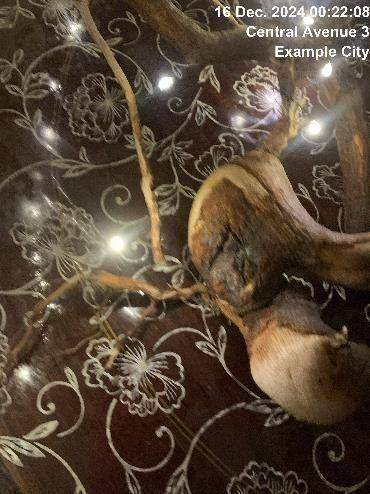 16 Dec. 2024 00:22:08
Central Avenue 3
Example City